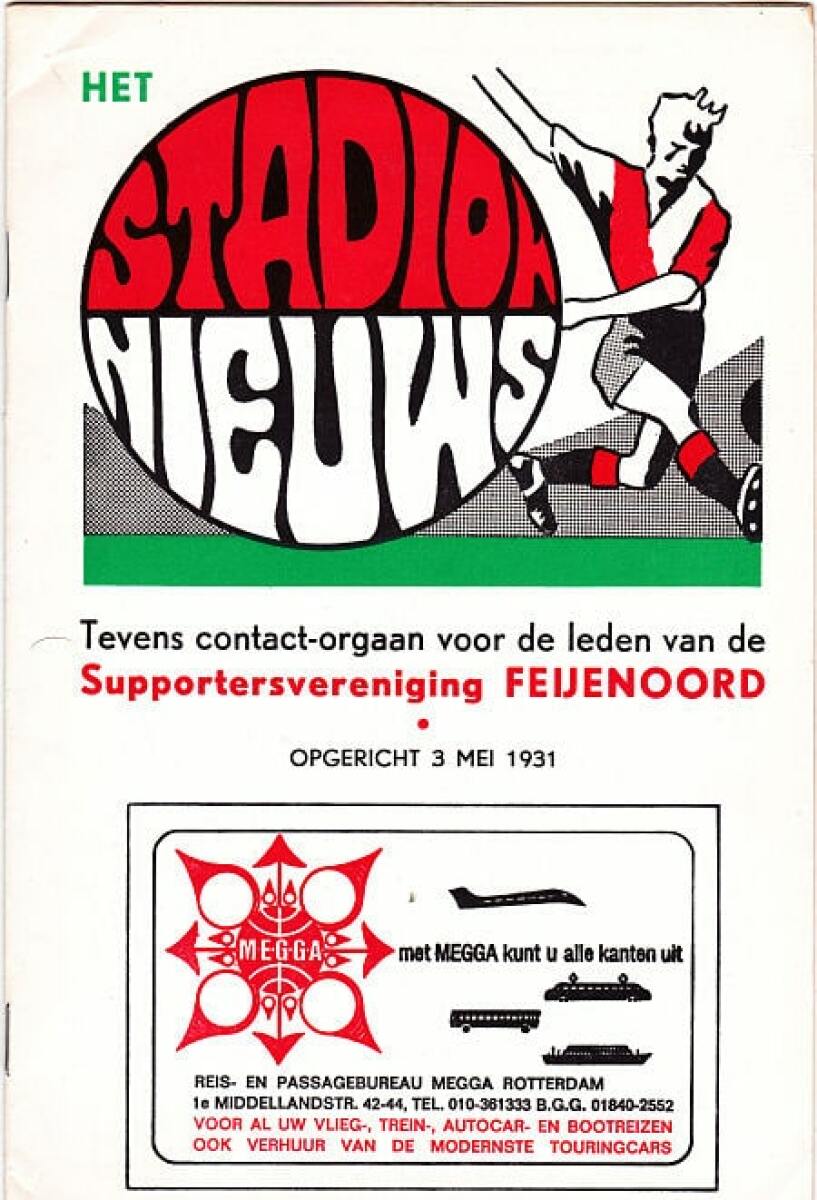 HET
STADION
NIEUWS
Tevens contact-orgaan voor de leden van de
Supportersvereniging FEIJENOORD
•
OPGERICHT 3 MEI 1931
MEGGA
met MEGGA kunt u alle kanten uit
REIS- EN PASSAGEBUREAU MEGGA ROTTERDAM
1e MIDDELLANDSTR. 42-44, TEL. 010-361333 B.G.G. 01840-2552
VOOR AL UW VLIEG-, TREIN-, AUTOCAR- EN BOOTREIZEN
OOK VERHUUR VAN DE MODERNSTE TOURINGCARS